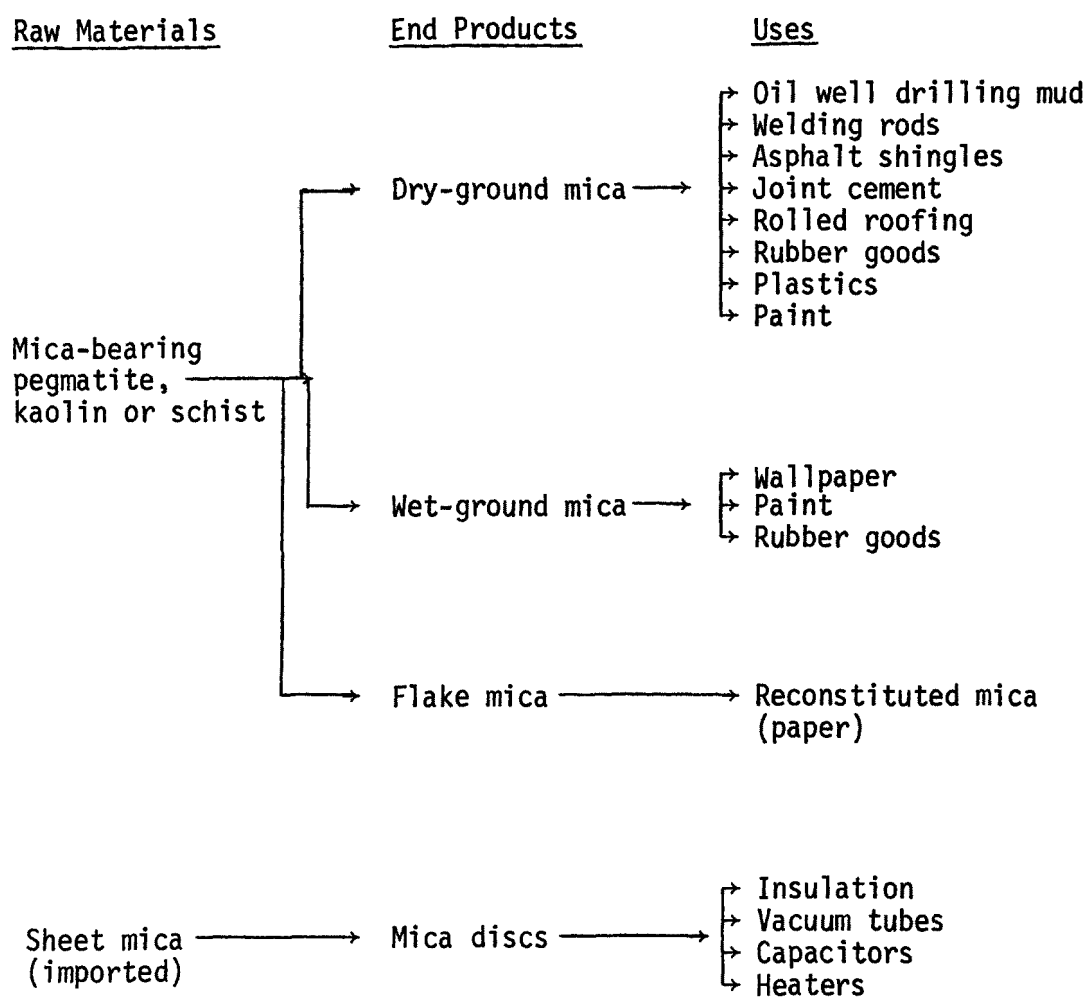 Raw Materials
End Products
Uses
Oil well drilling mud
Welding rods
Asphalt shingles
Dry-ground mica
Joint cement
Rolled roofing
Rubber goods
Plastics
Paint
Mica-bearing
pegmatite,
kaolin or schist
Wallpaper
Wet-ground mica
Paint
Rubber goods
Flake mica
Reconstituted mica
(paper)
Insulation
Vacuum tubes
Sheet mica
(imported)
Mica discs
Capacitors
Heaters